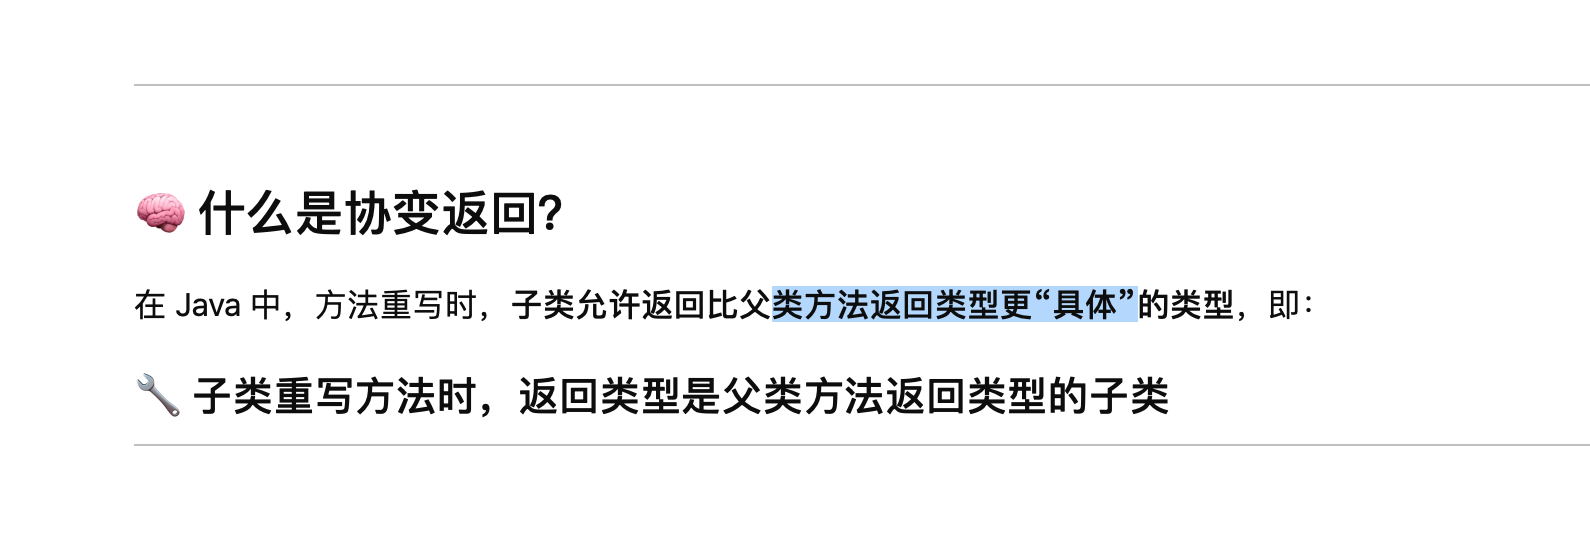 🧠 什么是协变返回？
在 Java 中，方法重写时，子类允许返回比父类方法返回类型更“具体”的类型，即：
🔧 子类重写方法时，返回类型是父类方法返回类型的子类